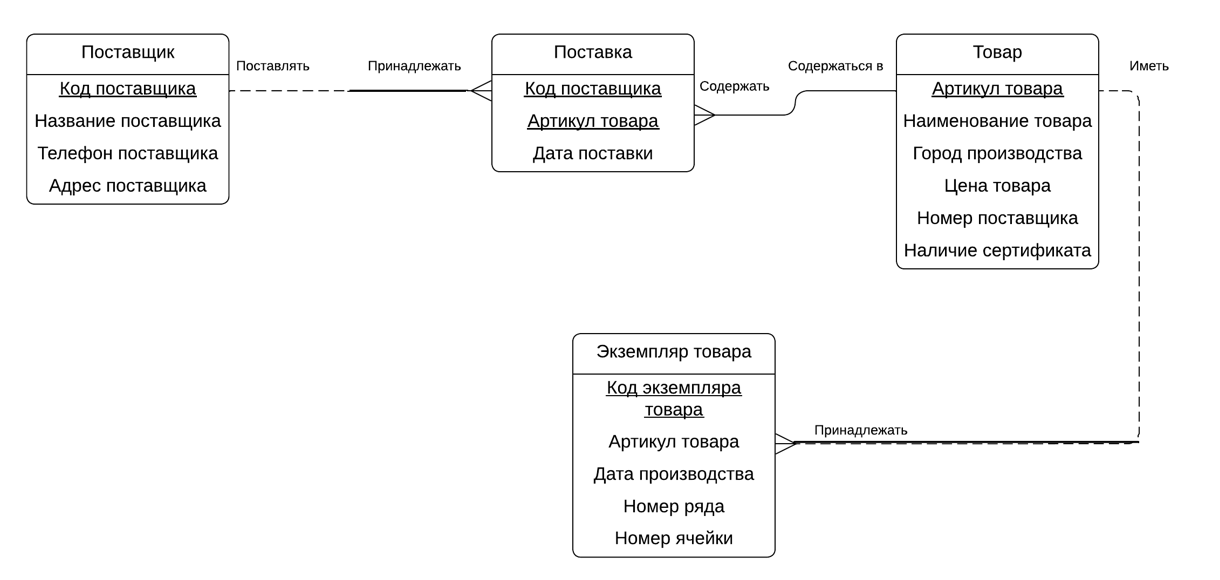 Поставщик
Код поставщика
Название поставщика
Телефон поставщика
Адрес поставщика
Поставлять
Принадлежать
Поставка
Код поставщика
Артикул товара
Дата поставки
Содержать
Содержаться в
Товар
Артикул товара
Наименование товара
Город производства
Цена товара
Номер поставщика
Наличие сертификата
Иметь
Экземпляр товара
Код экземпляра
товара
Артикул товара
Дата производства
Номер ряда
Номер ячейки
Принадлежать